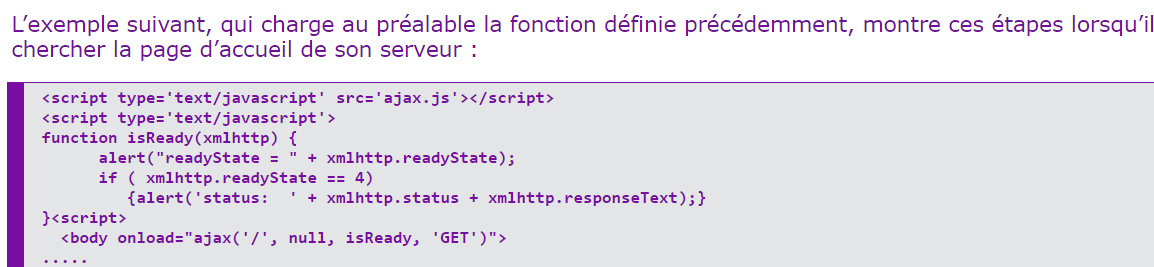 L’exemple suivant, qui charge au préalable la fonction définie précédemment, montre ces étapes lorsqu’il
chercher la page d’accueil de son serveur :
<script type='text/javascript' src='ajax.js'></script>
<script type='text/javascript'>
function isReady(xmlhttp) {
      alert("readyState = " + xmlhttp.readyState);
      if ( xmlhttp.readyState == 4)
         {alert('status:  ' + xmlhttp.status + xmlhttp.responseText);}
}<script>
  <body onload="ajax('/', null, isReady, 'GET')">
.....